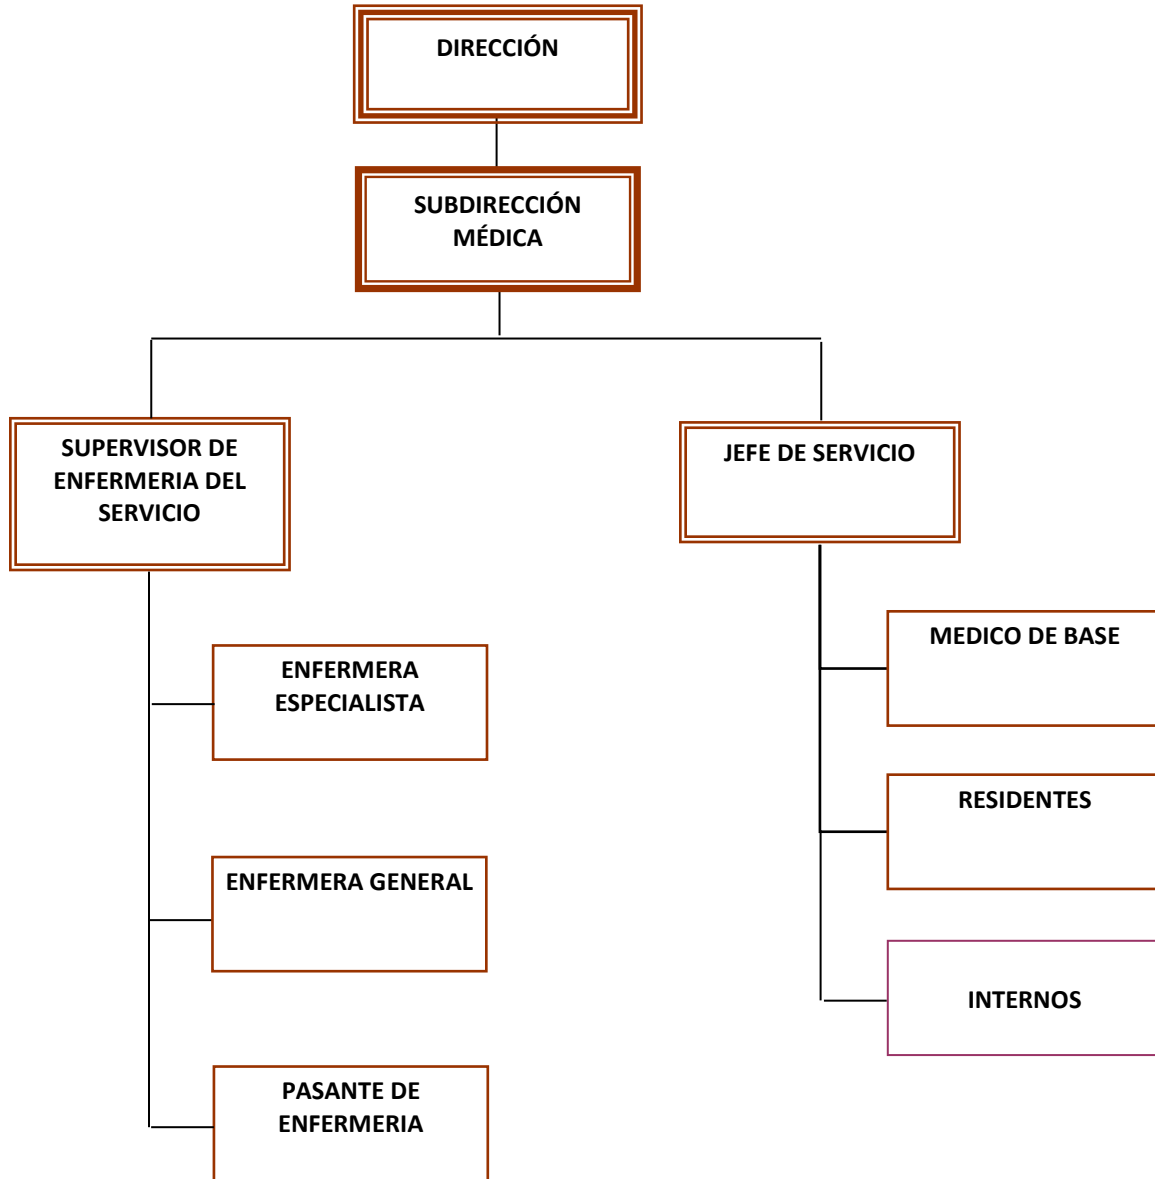 DIRECCIÓN
SUBDIRECCIÓN
MÉDICA
SUPERVISOR DE
ENFERMERIA DEL
SERVICIO
JEFE DE SERVICIO
ENFERMERA
ESPECIALISTA
ENFERMERA GENERAL
PASANTE DE
ENFERMERIA
MEDICO DE BASE
RESIDENTES
INTERNOS